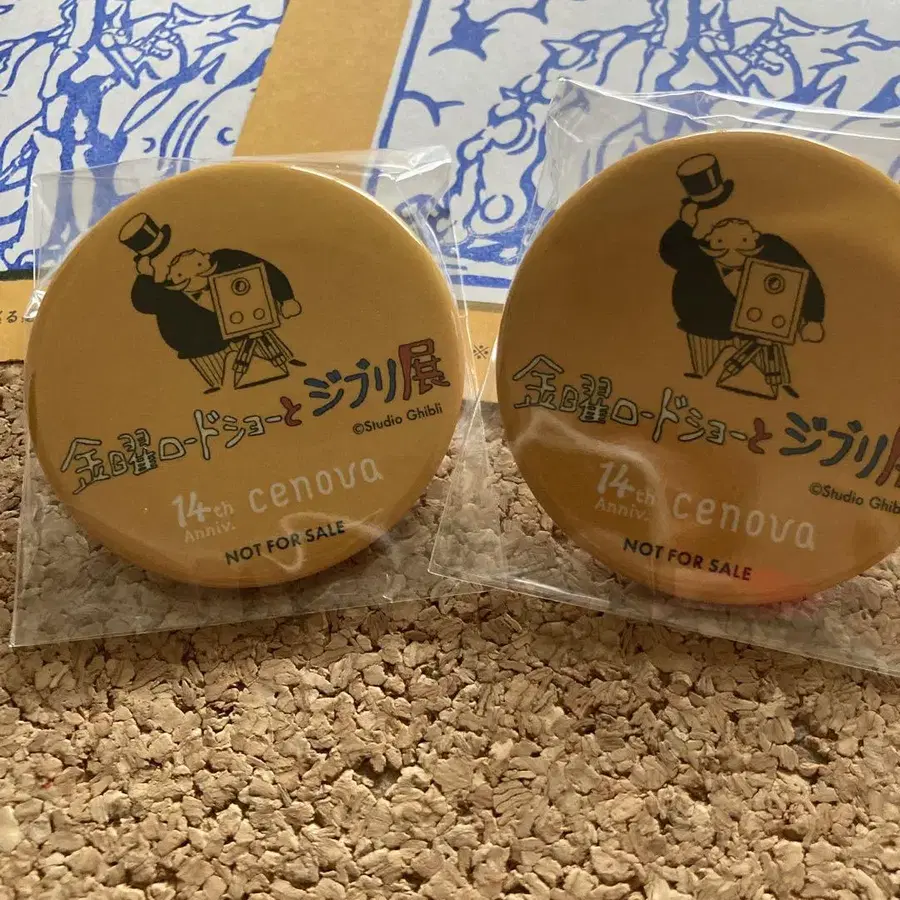 金曜ロードショーとジブリ展
©Studio Ghibli
14th
Anniv.
cenova
NOT FOR SALE
金曜ロードショーとジブリ展
©Studio Ghibli
14th
Anniv.
cenova
NOT FOR SALE
※